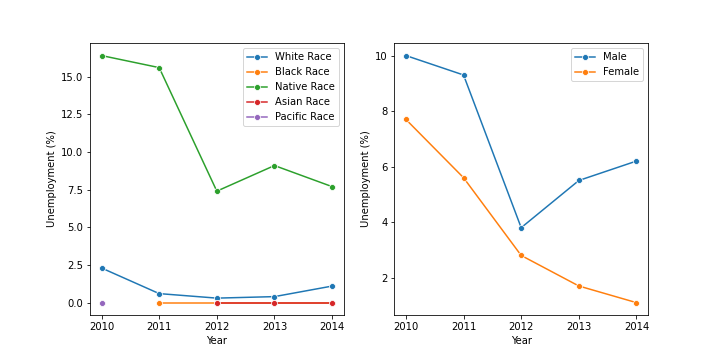 White Race
Black Race
Native Race
Asian Race
Pacific Race
15.0
12.5
10.0
7.5
5.0
2.5
0.0
Unemployment (%)
2010 2011 2012 2013 2014
Year
Male
Female
10
8
6
4
2
Unemployment (%)
2010 2011 2012 2013 2014
Year